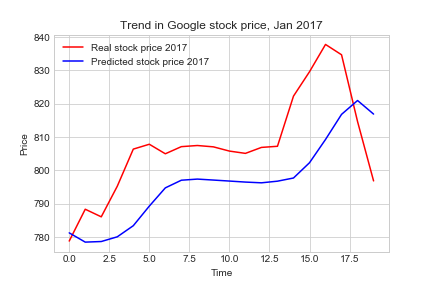 Trend in Google stock price, Jan 2017
Real stock price 2017
Predicted stock price 2017
840
830
820
810
800
790
780
Price
0.0 2.5 5.0 7.5 10.0 12.5 15.0 17.5
Time